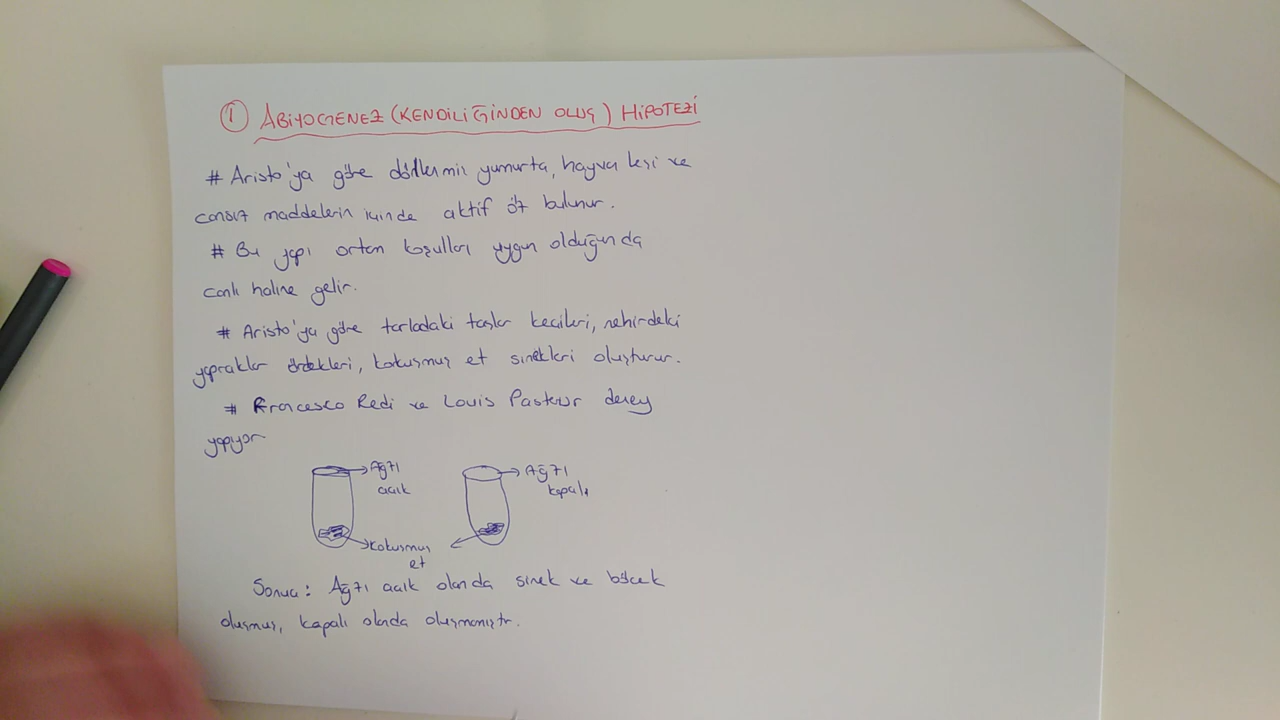 1 ABİYOGENEZ (KENDİLİĞİNDEN OLUŞ) HİPOTEZİ
# Aristo'ya göre döllenmiş yumurta, hayvan leşi ve
cansız maddelerin içinde aktif öz bulunur.
# Bu yapı ortam koşulları uygun olduğunda
canlı haline gelir.
# Aristo'ya göre tarladaki taşlar keçileri, nehirdeki
yapraklar ördekleri, kokuşmuş et sinekleri oluşturur.
# Francesco Redi ve Louis Pasteur deney
yapıyor
Ağzı açık
Ağzı kapalı
Kokuşmuş et
Sonuç: Ağzı açık olanda sinek ve böcek
oluşmuş, kapalı olanda oluşmamıştır.